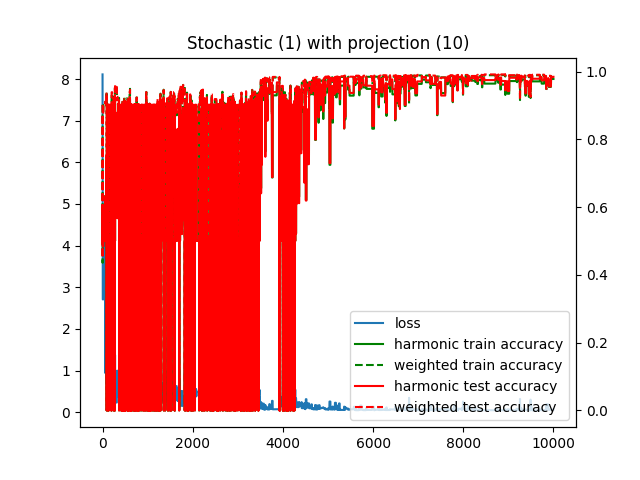 Stochastic (1) with projection (10)
8
7
6
5
4
3
2
1
0
1.0
0.8
0.6
0.4
0.2
0.0
loss
harmonic train accuracy
weighted train accuracy
harmonic test accuracy
weighted test accuracy
0 2000 4000 6000 8000 10000